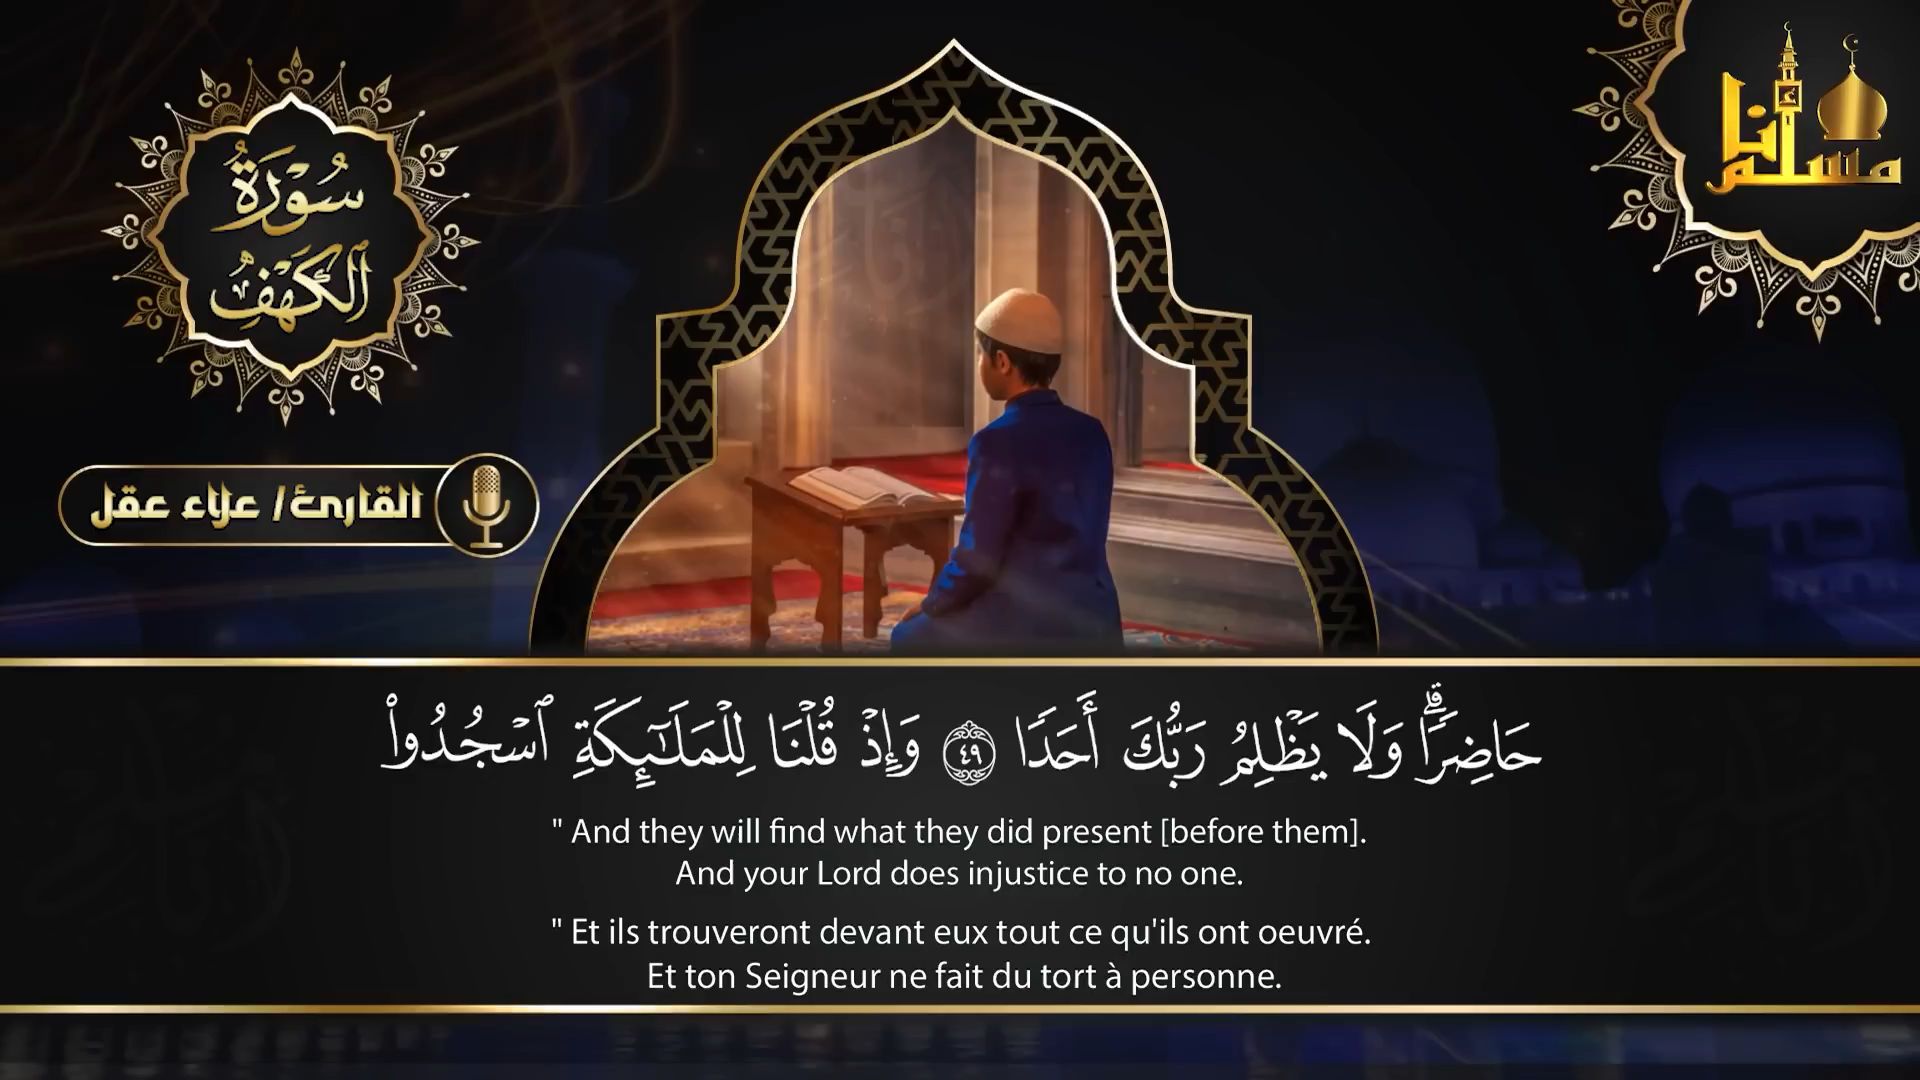 سُورَةُ
الكَهْفِ
أنا
مسلم
القارئ/ علاء عقل
حَاضِرًاۗ وَلَا يَظْلِمُ رَبُّكَ أَحَدًا ٤٩ وَإِذْ قُلْنَا لِلْمَلَـٰٓئِكَةِ ٱسْجُدُوا۟
" And they will find what they did present [before them].
And your Lord does injustice to no one.
" Et ils trouveront devant eux tout ce qu'ils ont oeuvré.
Et ton Seigneur ne fait du tort à personne.